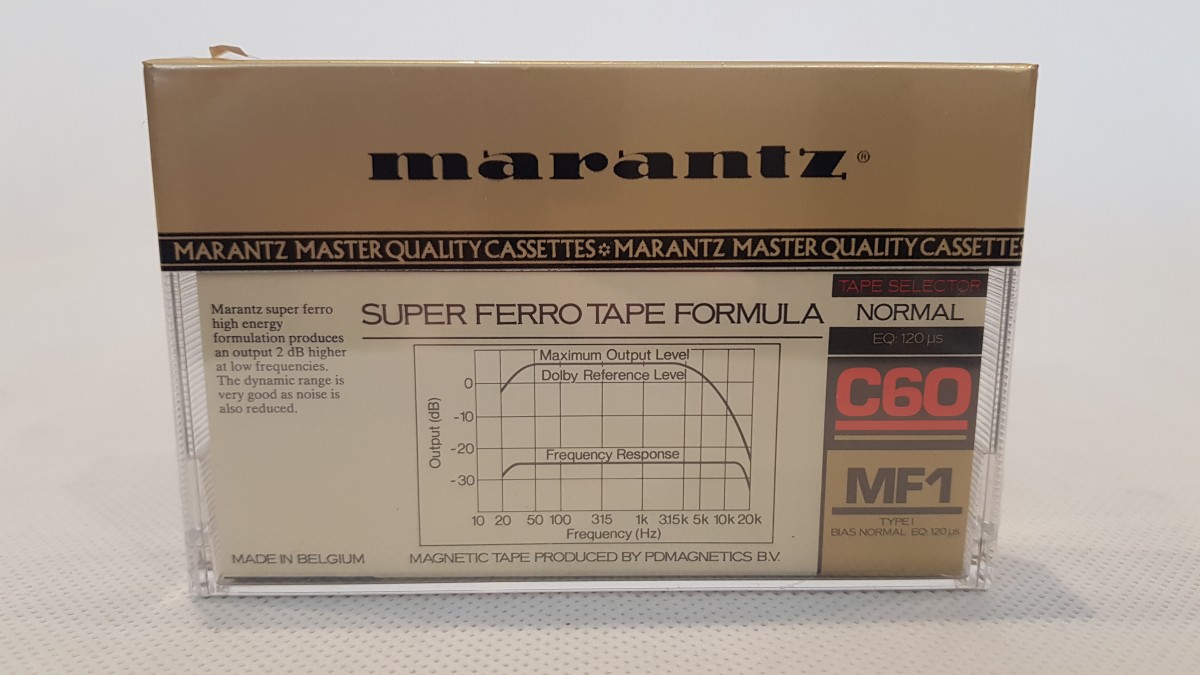 marantz®
MARANTZ MASTER QUALITY CASSETTES✡MARANTZ MASTER QUALITY CASSETTES
Marantz super ferro
high energy
formulation produces
an output 2 dB higher
at low frequencies.
The dynamic range is
very good as noise is
also reduced.
SUPER FERRO TAPE FORMULA
Maximum Output Level
Dolby Reference Level
Frequency Response
Output (dB)
0
-10
-20
-30
10 20 50 100 315 1k 315k 5k 10k 20k
Frequency (Hz)
TAPE SELECTOR
NORMAL
EQ: 120 µs
C60
MF1
TYPE I
BIAS NORMAL EQ: 120 µs
MADE IN BELGIUM
MAGNETIC TAPE PRODUCED BY PDMAGNETICS B.V.